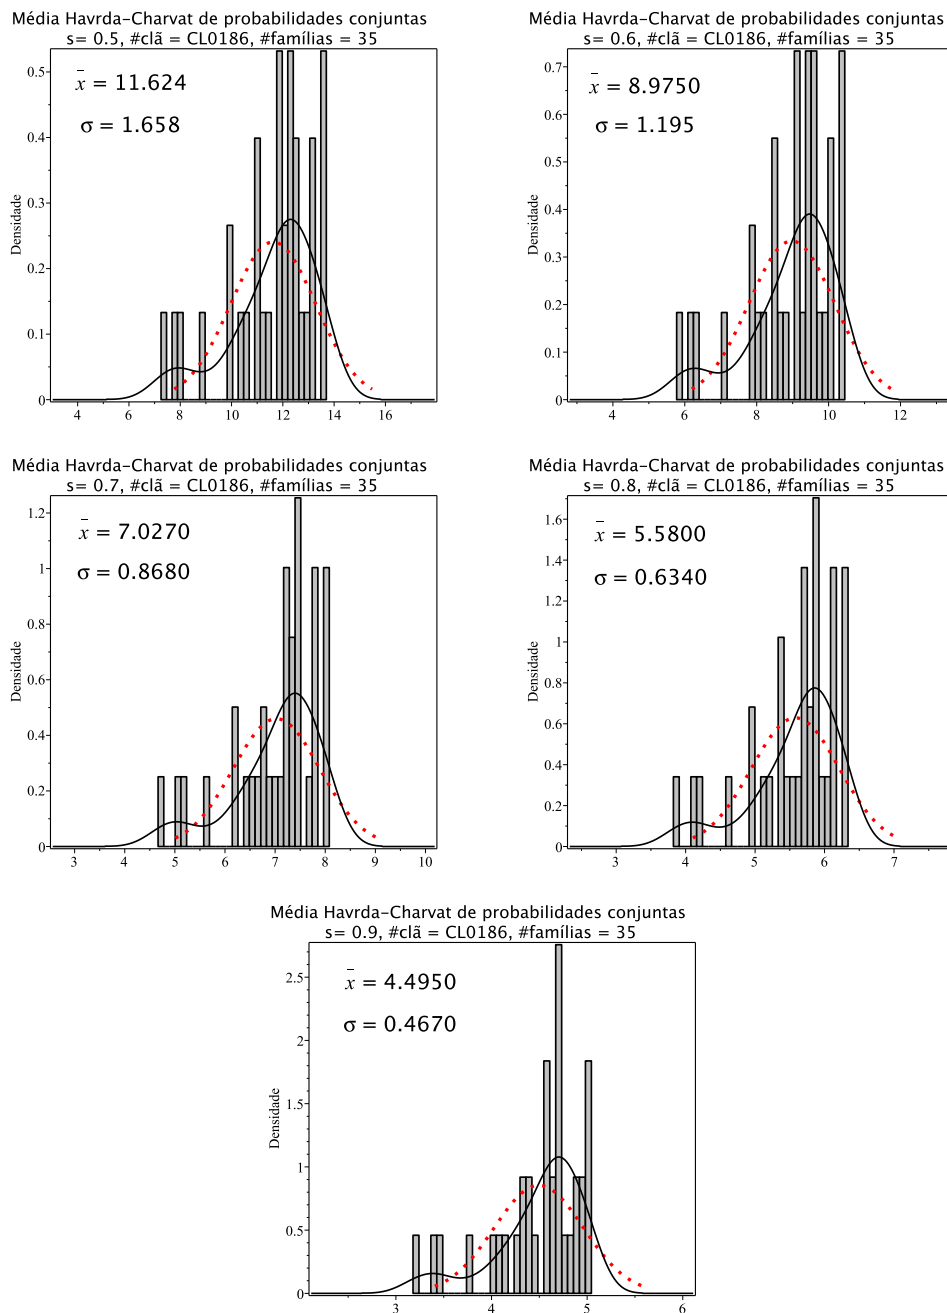 Média Havrda-Charvat de probabilidades conjuntas
s= 0.5, #clã = CL0186, #famílias = 35
x̄ = 11.624
σ = 1.658
Densidade
0.5
0.4
0.3
0.2
0.1
0
4 6 8 10 12 14 16
Média Havrda-Charvat de probabilidades conjuntas
s= 0.6, #clã = CL0186, #famílias = 35
x̄ = 8.9750
σ = 1.195
Densidade
0.7
0.6
0.5
0.4
0.3
0.2
0.1
0
4 6 8 10 12
Média Havrda-Charvat de probabilidades conjuntas
s= 0.7, #clã = CL0186, #famílias = 35
x̄ = 7.0270
σ = 0.8680
Densidade
1.2
1
0.8
0.6
0.4
0.2
0
3 4 5 6 7 8 9 10
Média Havrda-Charvat de probabilidades conjuntas
s= 0.8, #clã = CL0186, #famílias = 35
x̄ = 5.5800
σ = 0.6340
Densidade
1.6
1.4
1.2
1
0.8
0.6
0.4
0.2
0
3 4 5 6 7
Média Havrda-Charvat de probabilidades conjuntas
s= 0.9, #clã = CL0186, #famílias = 35
x̄ = 4.4950
σ = 0.4670
Densidade
2.5
2
1.5
1
0.5
0
3 4 5 6